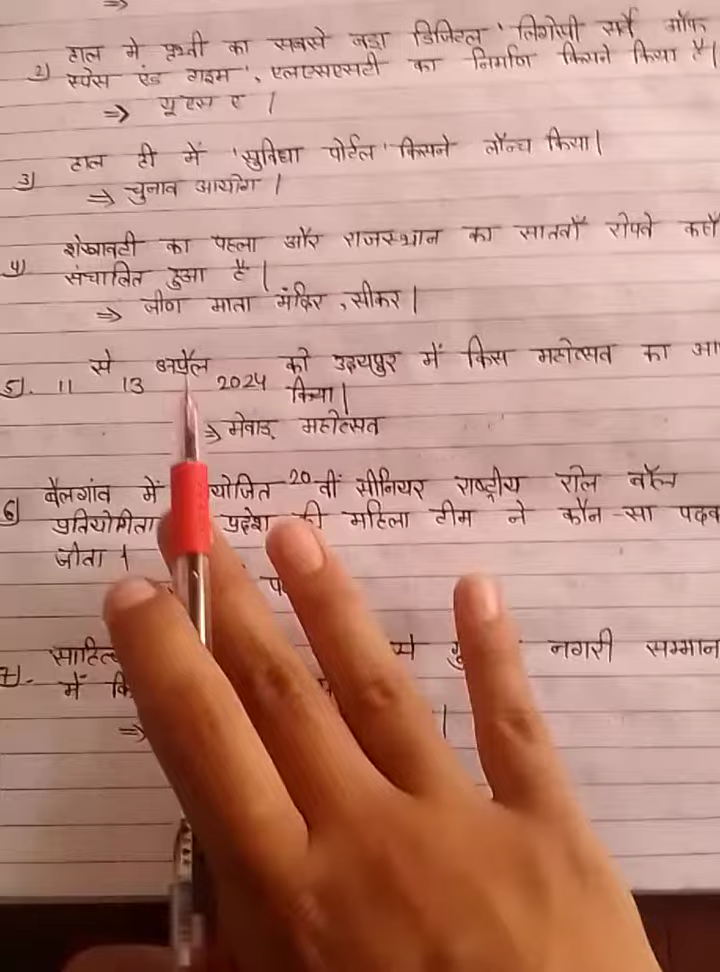 ⇒
2) हाल में पृथ्वी का सबसे बड़ा डिजिटल 'लिगेसी सर्वे ऑफ
स्पेस एंड टाइम', एलएसएसटी का निर्माण किसने किया है।
⇒ यू एस ए ।
3) हाल ही में 'सुविधा पोर्टल' किसने लॉन्च किया।
⇒ चुनाव आयोग ।
4) शेखावटी का पहला और राजस्थान का सातवाँ रोपवे कहाँ
संचालित हुआ है।
⇒ जीण माता मंदिर, सीकर।
5). 11 से 13 अप्रैल 2024 को उदयपुर में किस महोत्सव का
किया।
⇒ मेवाड़ महोत्सव
6) बैलगांव में योजित 20 वीं सीनियर राष्ट्रीय रोल बॉल
प्रतियोगिता प्रदेश की महिला टीम ने कौन सा पदक
जीता ।
7). नगरी सम्मान
में
⇒ ।